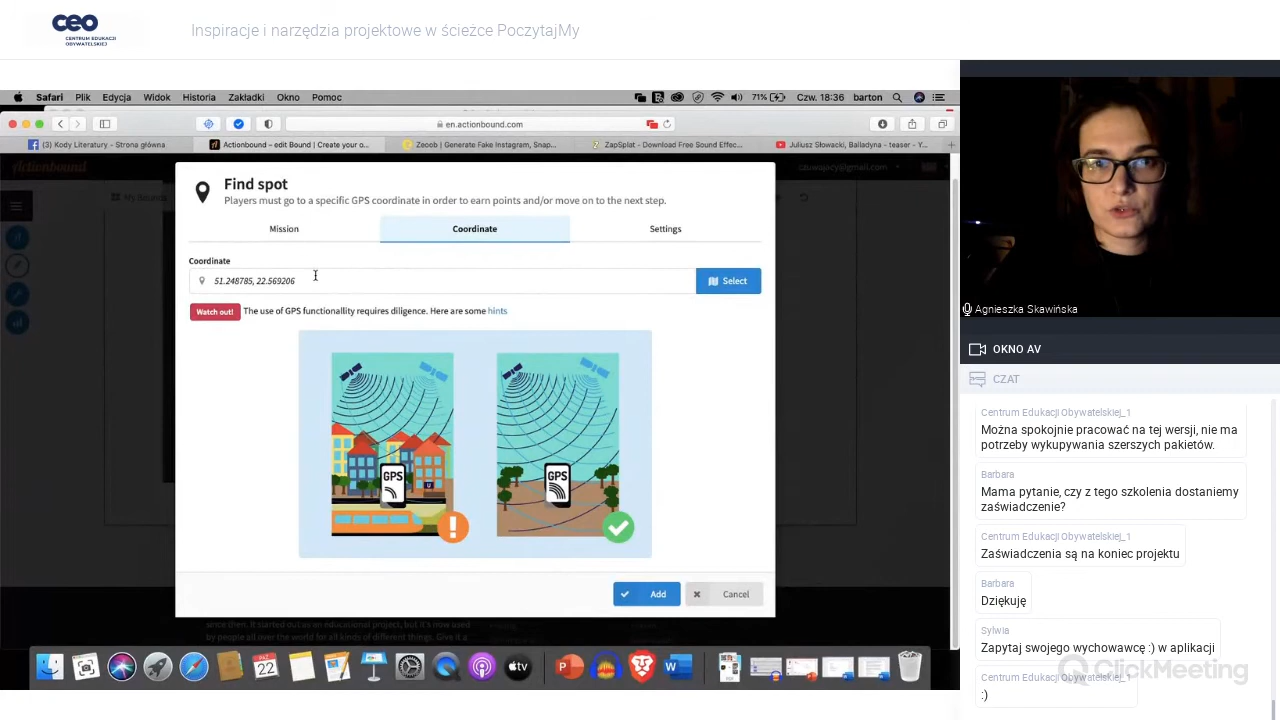 ceo
CENTRUM EDUKACJI
OBYWATELSKIEJ
Inspiracje i narzędzia projektowe w ścieżce PoczytajMy
Safari Plik Edycja Widok Historia Zakładki Okno Pomoc
71% Czw. 18:36 barton
en.actionbound.com
(3) Kody Literatury - Strona główna
Actionbound - edit Bound | Create your o...
Zeoob | Generate Fake Instagram, Snap...
ZapSplat - Download Free Sound Effec...
Juliusz Słowacki, Balladyna - teaser - Y...
Actionbound
czuwajacy@gmail.com
My Bounds
Find spot
Players must go to a specific GPS coordinate in order to earn points and/or move on to the next step.
Mission
Coordinate
Settings
Coordinate
51.248785, 22.569206
Select
Watch out! The use of GPS functionallity requires diligence. Here are some hints
GPS
GPS
Add
Cancel
since then. It started out as an educational project, but it's now used
by people all over the world for all kinds of different things. Give it a
22
tv
Agnieszka Skawińska
OKNO AV
CZAT
Centrum Edukacji Obywatelskiej_1
Można spokojnie pracować na tej wersji, nie ma
potrzeby wykupywania szerszych pakietów.
Barbara
Mama pytanie, czy z tego szkolenia dostaniemy
zaświadczenie?
Centrum Edukacji Obywatelskiej_1
Zaświadczenia są na koniec projektu
Barbara
Dziękuję
Sylwia
Zapytaj swojego wychowawcę :) w aplikacji
Centrum Edukacji Obywatelskiej_1
:)
ClickMeeting